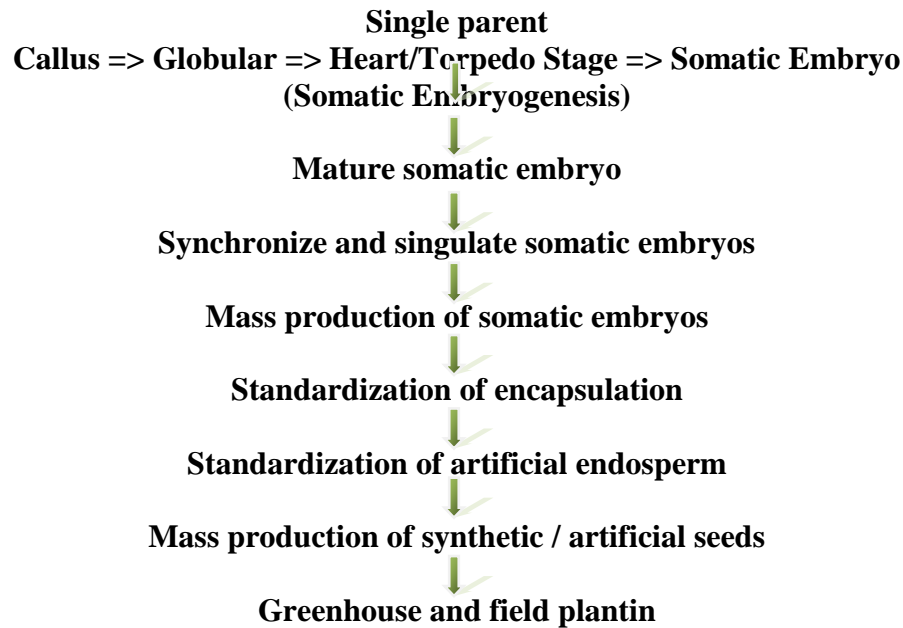 Single parent
Callus => Globular => Heart/Torpedo Stage => Somatic Embryo
(Somatic Embryogenesis)
Mature somatic embryo
Synchronize and singulate somatic embryos
Mass production of somatic embryos
Standardization of encapsulation
Standardization of artificial endosperm
Mass production of synthetic / artificial seeds
Greenhouse and field plantin